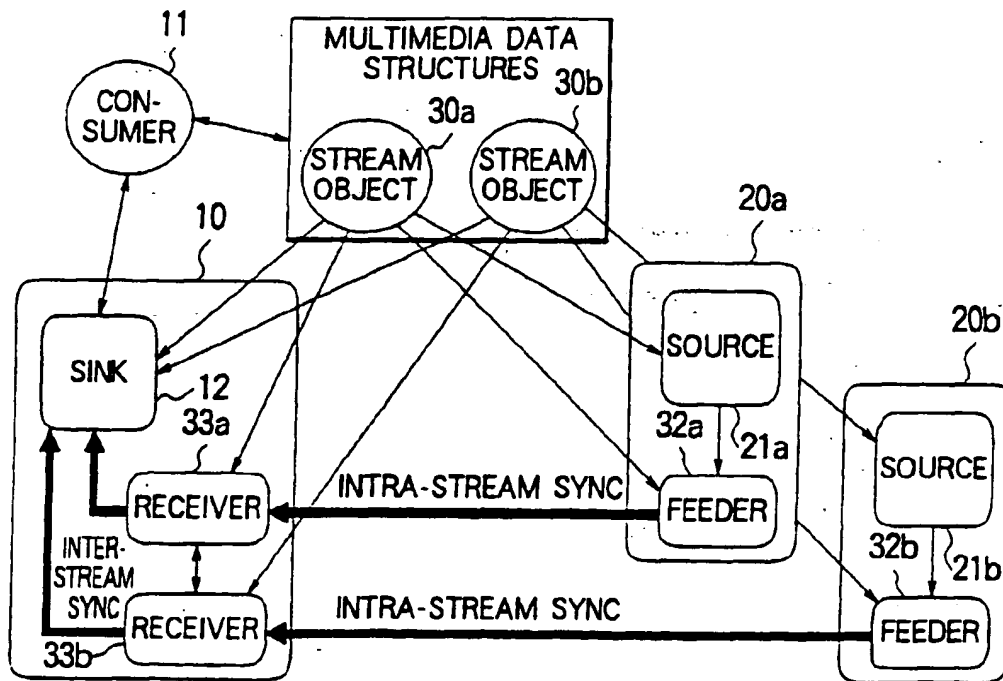 11
MULTIMEDIA DATA
STRUCTURES
CON-
SUMER
30a
30b
STREAM
OBJECT
STREAM
OBJECT
10
20a
SINK
SOURCE
20b
12
33a
32a
21a
SOURCE
RECEIVER
INTRA-STREAM SYNC
FEEDER
INTER-
STREAM
SYNC
32b
21b
RECEIVER
INTRA-STREAM SYNC
FEEDER
33b